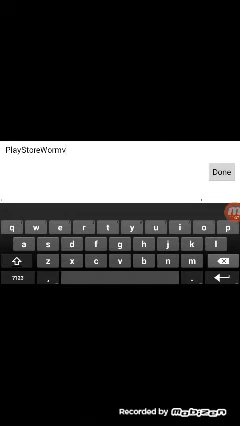 PlayStoreWormv
Done
q w e r t y u i o p
a s d f g h j k l
z x c v b n m
?123 , .
Recorded by Mobizen